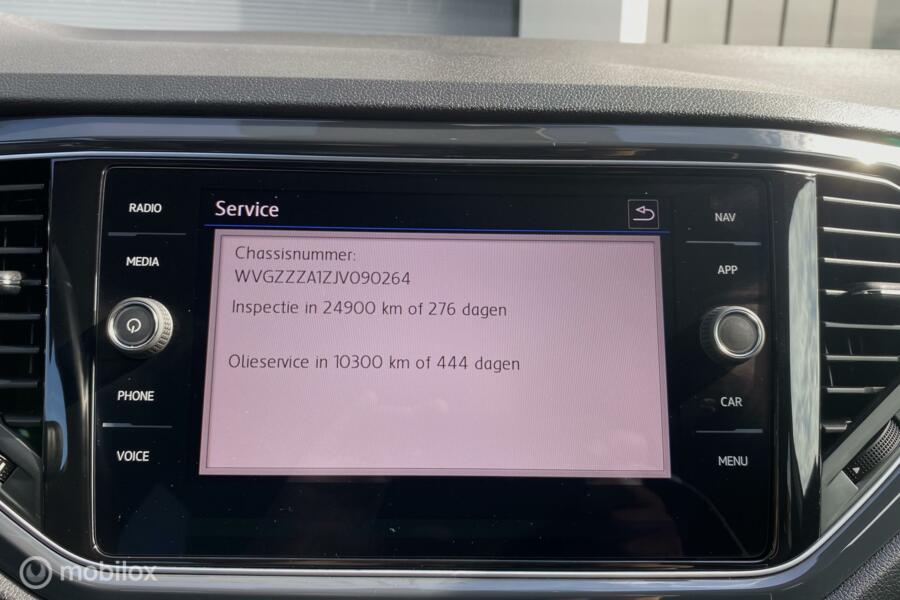 RADIO
MEDIA
PHONE
VOICE
Service
Chassisnummer:
WVGZZZA1ZJV090264
Inspectie in 24900 km of 276 dagen
Olieservice in 10300 km of 444 dagen
NAV
APP
CAR
MENU
mobilox